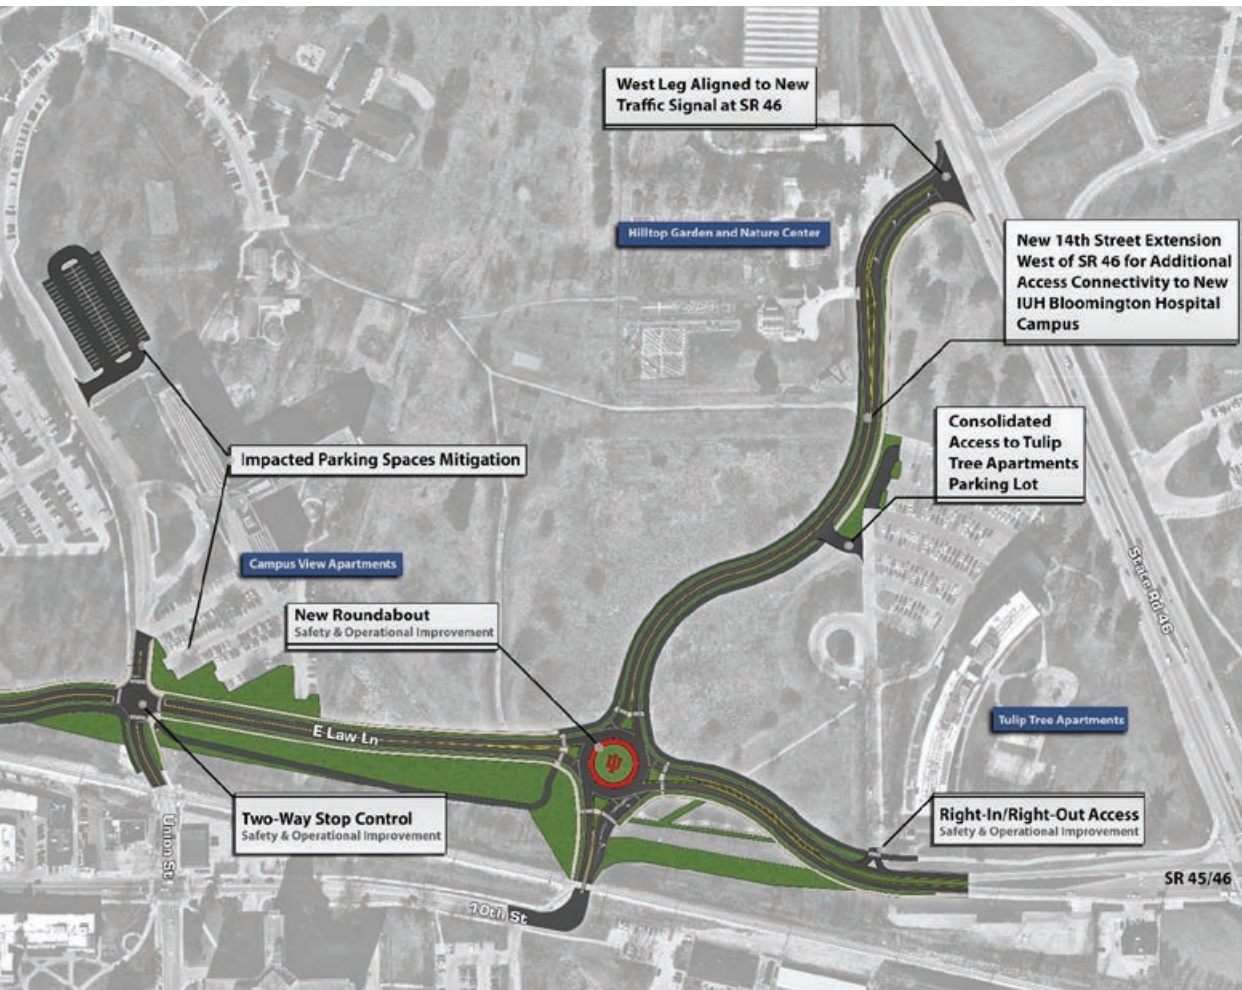 West Leg Aligned to New
Traffic Signal at SR 46
Hilltop Garden and Nature Center
New 14th Street Extension
West of SR 46 for Additional
Access Connectivity to New
IUH Bloomington Hospital
Campus
Consolidated
Access to Tulip
Tree Apartments
Parking Lot
Impacted Parking Spaces Mitigation
Campus View Apartments
State Rd 46
New Roundabout
Safety & Operational Improvement
Tulip Tree Apartments
E Law Ln
Two-Way Stop Control
Safety & Operational Improvement
Union St
Right-In/Right-Out Access
Safety & Operational Improvement
SR 45/46
10th St